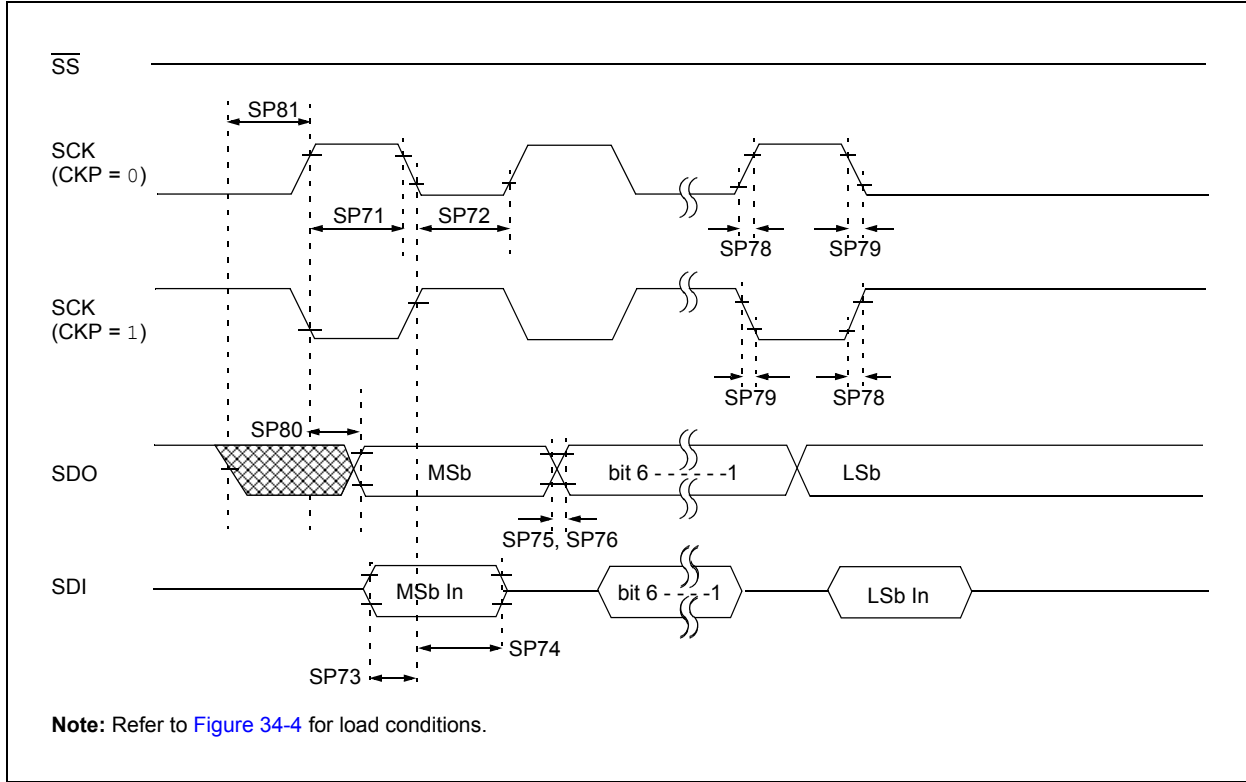 SS
SP81
SCK
(CKP = 0)
SP71
SP72
SP78
SP79
SCK
(CKP = 1)
SP79
SP78
SP80
SDO
MSb
bit 6 - - - - - -1
LSb
SP75, SP76
SDI
MSb In
bit 6 - - - -1
LSb In
SP74
SP73
Note: Refer to Figure 34-4 for load conditions.